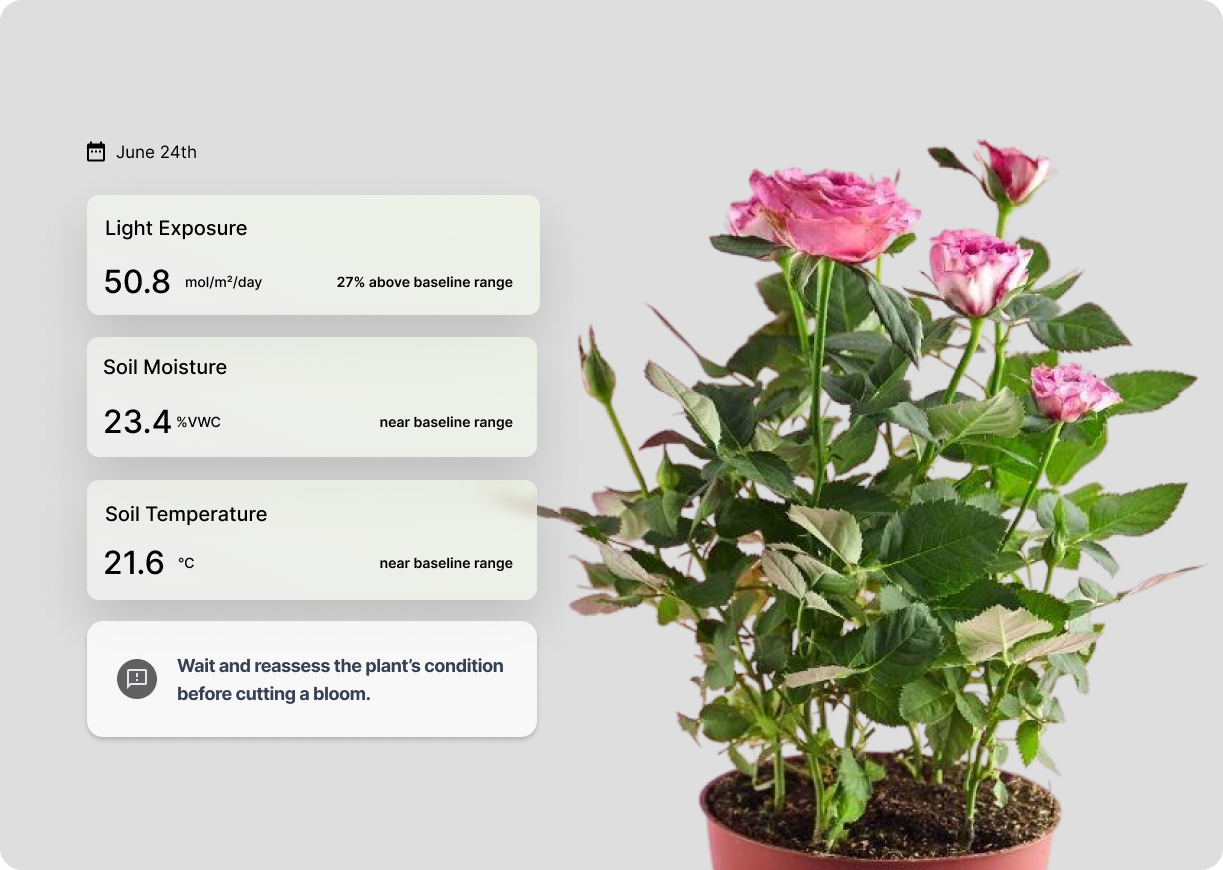 June 24th
Light Exposure
50.8 mol/m²/day 27% above baseline range
Soil Moisture
23.4 %VWC near baseline range
Soil Temperature
21.6 °C near baseline range
Wait and reassess the plant’s condition
before cutting a bloom.